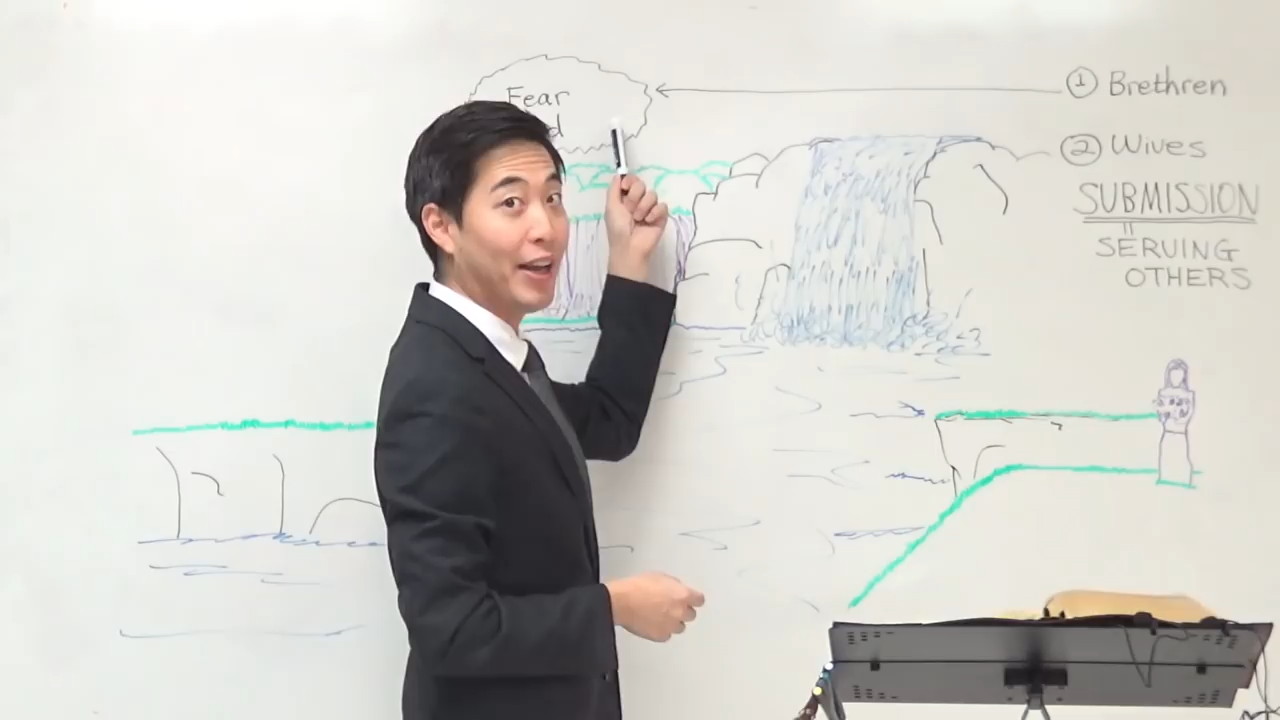 Fear
① Brethren
② Wives
SUBMISSION
=
SERVING
OTHERS